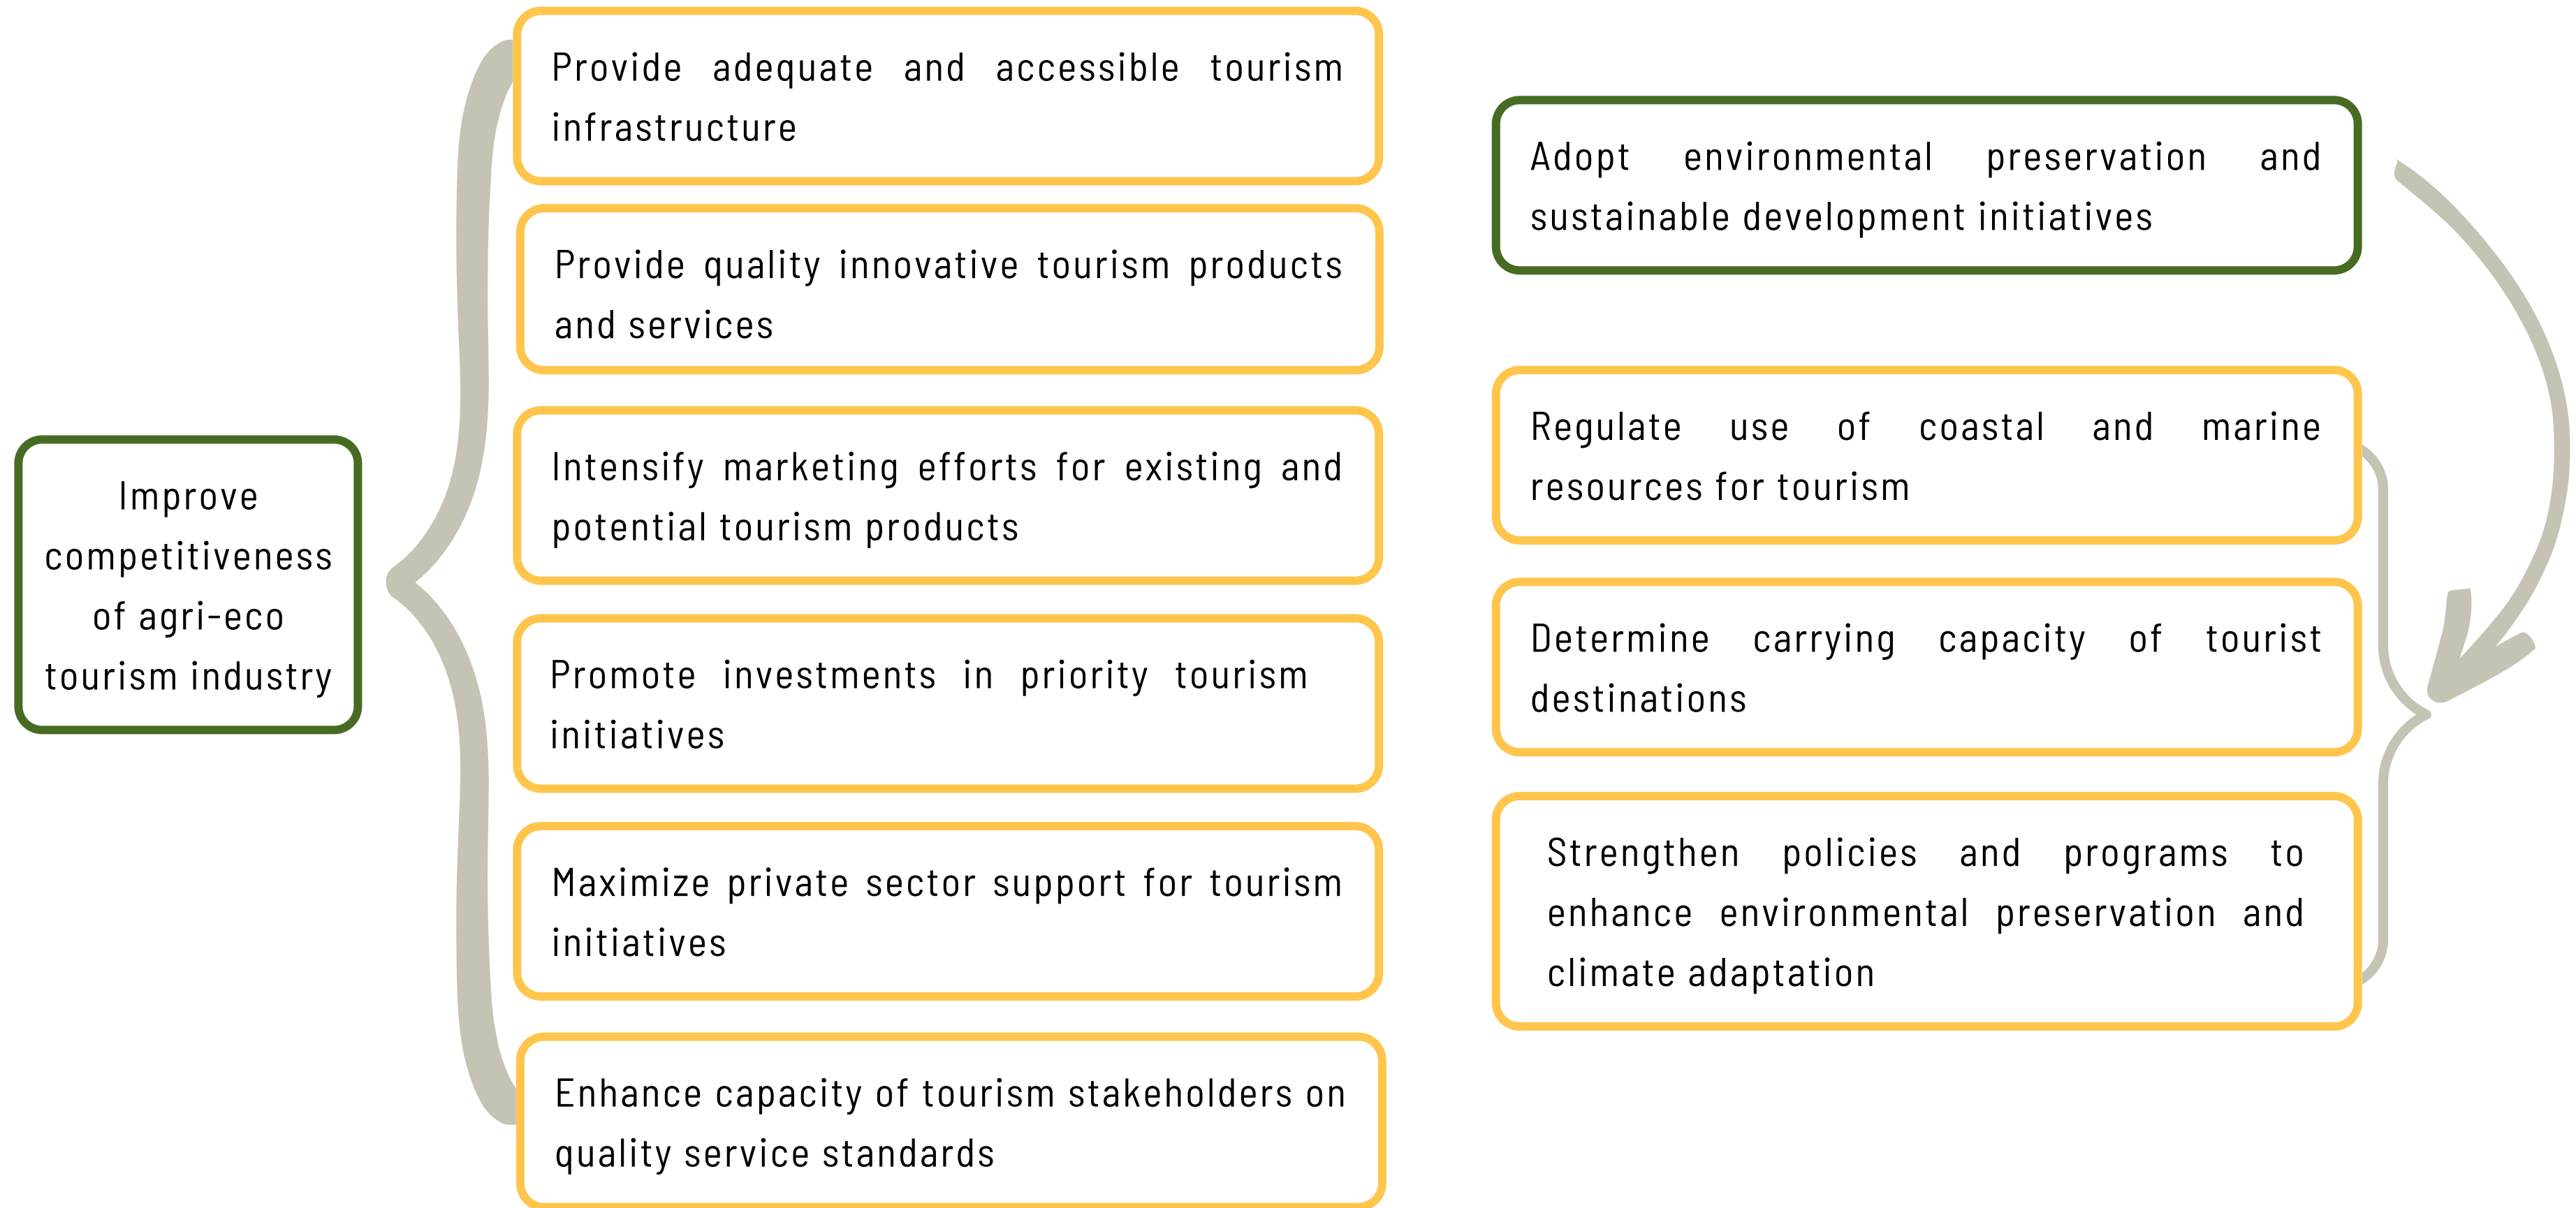 Improve
competitiveness
of agri-eco
tourism industry
Provide adequate and accessible tourism
infrastructure
Provide quality innovative tourism products
and services
Intensify marketing efforts for existing and
potential tourism products
Promote investments in priority tourism
initiatives
Maximize private sector support for tourism
initiatives
Enhance capacity of tourism stakeholders on
quality service standards
Adopt environmental preservation and
sustainable development initiatives
Regulate use of coastal and marine
resources for tourism
Determine carrying capacity of tourist
destinations
Strengthen policies and programs to
enhance environmental preservation and
climate adaptation